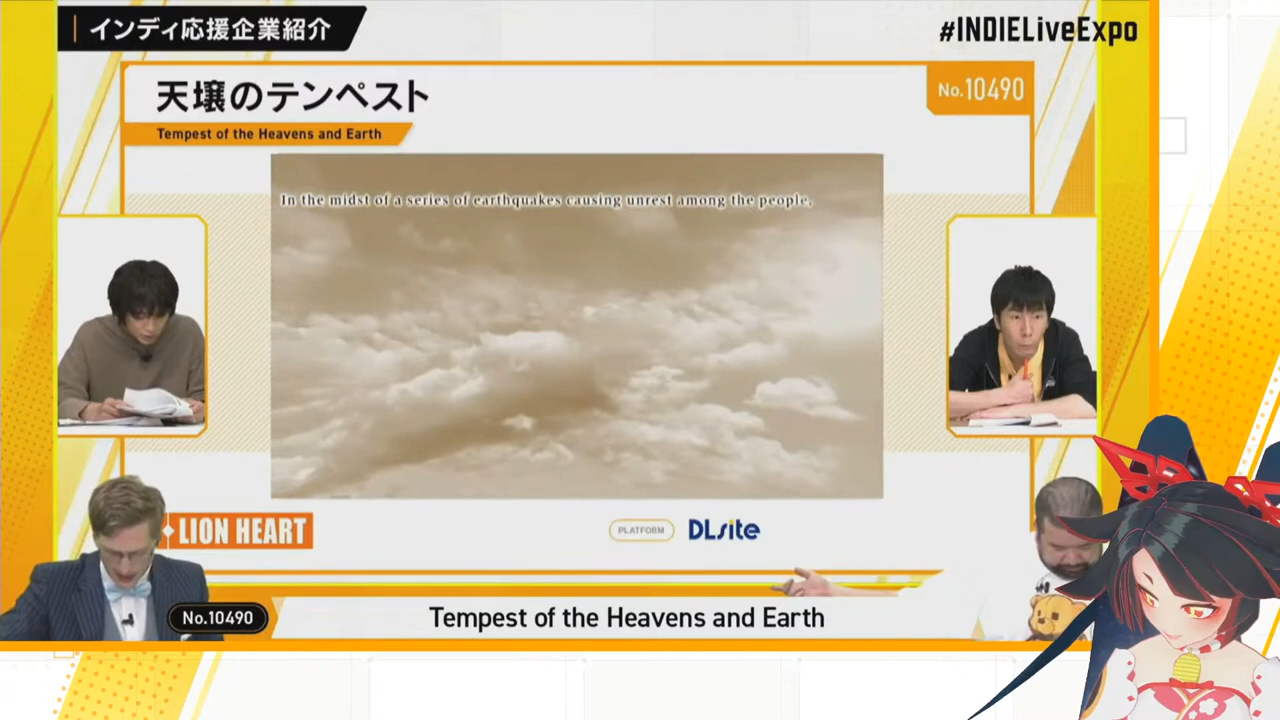 インディ応援企業紹介
#INDIELiveExpo
天壌のテンペスト
No.10490
Tempest of the Heavens and Earth
In the midst of a series of earthquakes causing unrest among the people,
LION HEART
PLATFORM
DLsite
No.10490
Tempest of the Heavens and Earth